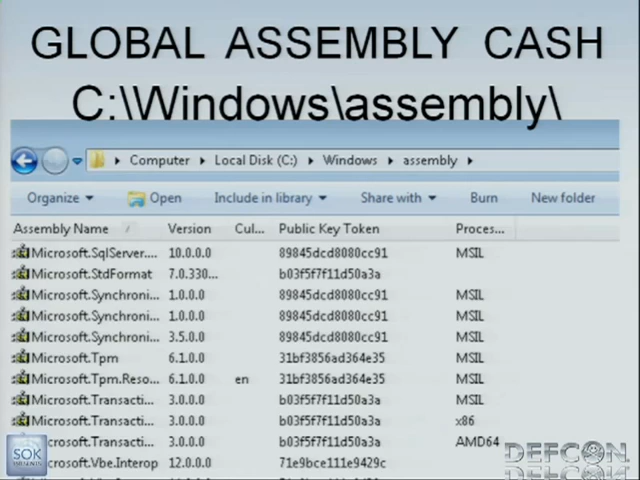 GLOBAL ASSEMBLY CASH
C:\Windows\assembly\
Computer Local Disk (C:) Windows assembly
Organize Open Include in library Share with Burn New folder
Assembly Name Version Cul... Public Key Token Proces...
Microsoft.SqlServer.... 10.0.0.0 89845dcd8080cc91 MSIL
Microsoft.StdFormat 7.0.330... b03f5f7f11d50a3a
Microsoft.Synchroni... 1.0.0.0 89845dcd8080cc91 MSIL
Microsoft.Synchroni... 1.0.0.0 89845dcd8080cc91 MSIL
Microsoft.Synchroni... 3.5.0.0 89845dcd8080cc91 MSIL
Microsoft.Tpm 6.1.0.0 31bf3856ad364e35 MSIL
Microsoft.Tpm.Reso... 6.1.0.0 en 31bf3856ad364e35 MSIL
Microsoft.Transacti... 3.0.0.0 b03f5f7f11d50a3a MSIL
Microsoft.Transacti... 3.0.0.0 b03f5f7f11d50a3a x86
Microsoft.Transacti... 3.0.0.0 b03f5f7f11d50a3a AMD64
Microsoft.Vbe.Interop 12.0.0.0 71e9bce111e9429c
SOK
DEFCON